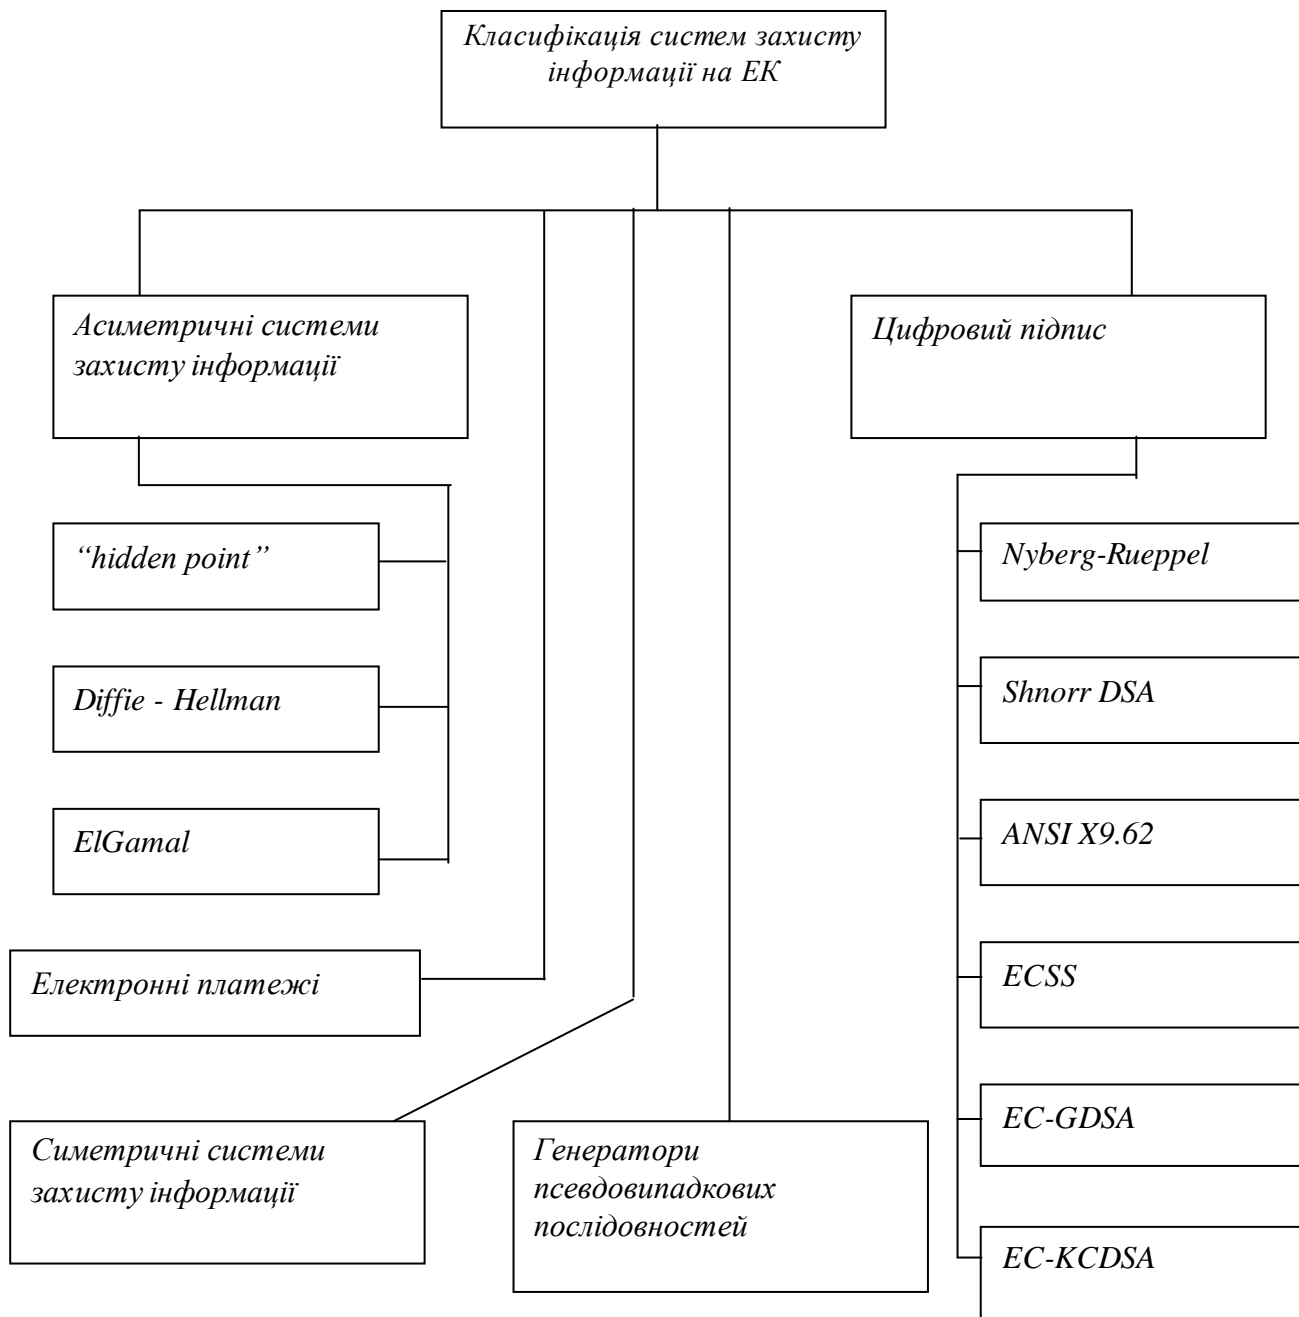 Класифікація систем захисту
інформації на ЕК
Асиметричні системи
захисту інформації
Цифровий підпис
“hidden point”
Diffie - Hellman
ElGamal
Nyberg-Rueppel
Shnorr DSA
ANSI X9.62
ECSS
EC-GDSA
EC-KCDSA
Електронні платежі
Симетричні системи
захисту інформації
Генератори
псевдовипадкових
послідовностей